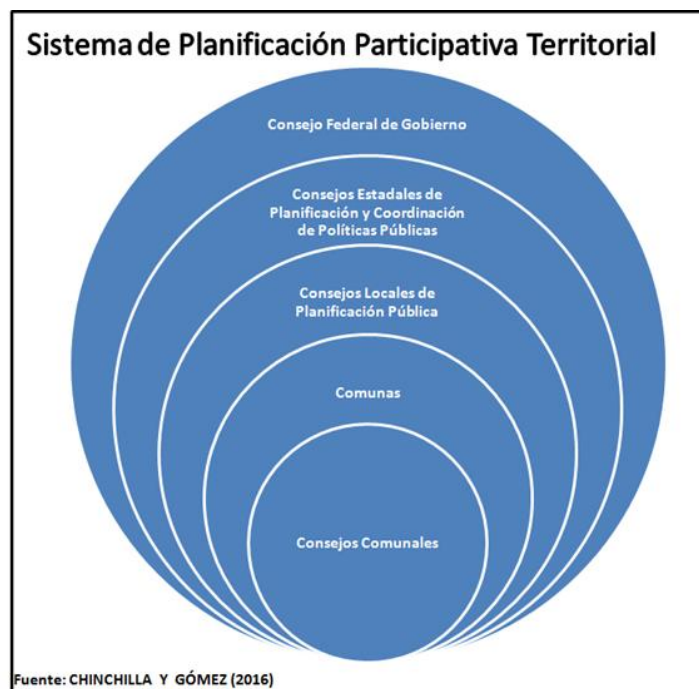 Sistema de Planificación Participativa Territorial
Consejo Federal de Gobierno
Consejos Estadales de
Planificación y Coordinación
de Políticas Públicas
Consejos Locales de
Planificación Pública
Comunas
Consejos Comunales
Fuente: CHINCHILLA Y GÓMEZ (2016)